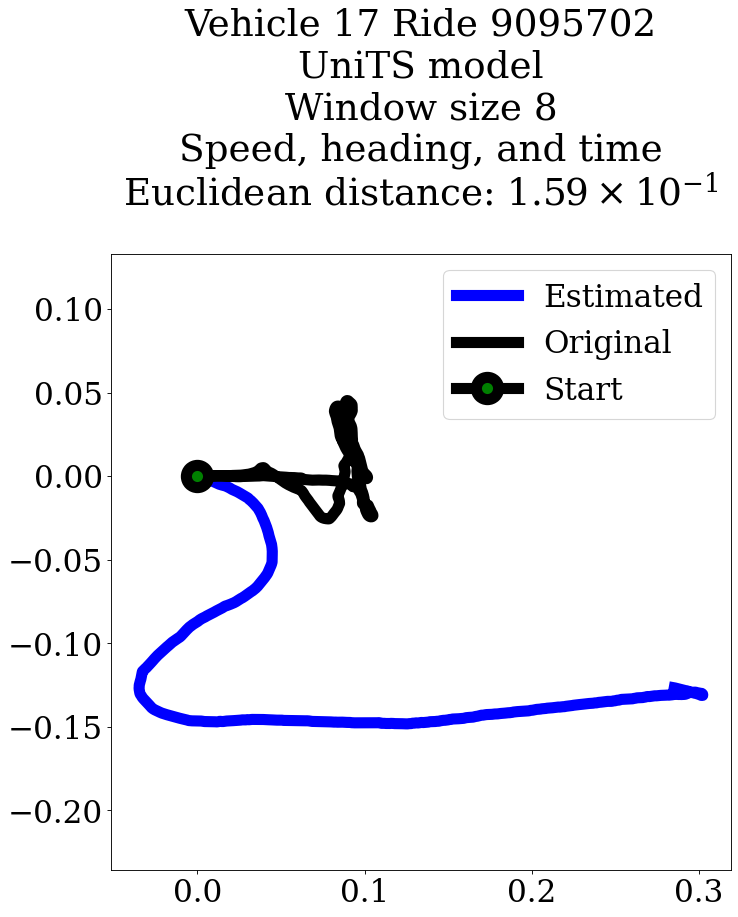 Vehicle 17 Ride 9095702
UniTS model
Window size 8
Speed, heading, and time
Euclidean distance: 1.59 × 10⁻¹
Estimated
Original
Start
0.10
0.05
0.00
−0.05
−0.10
−0.15
−0.20
0.0 0.1 0.2 0.3